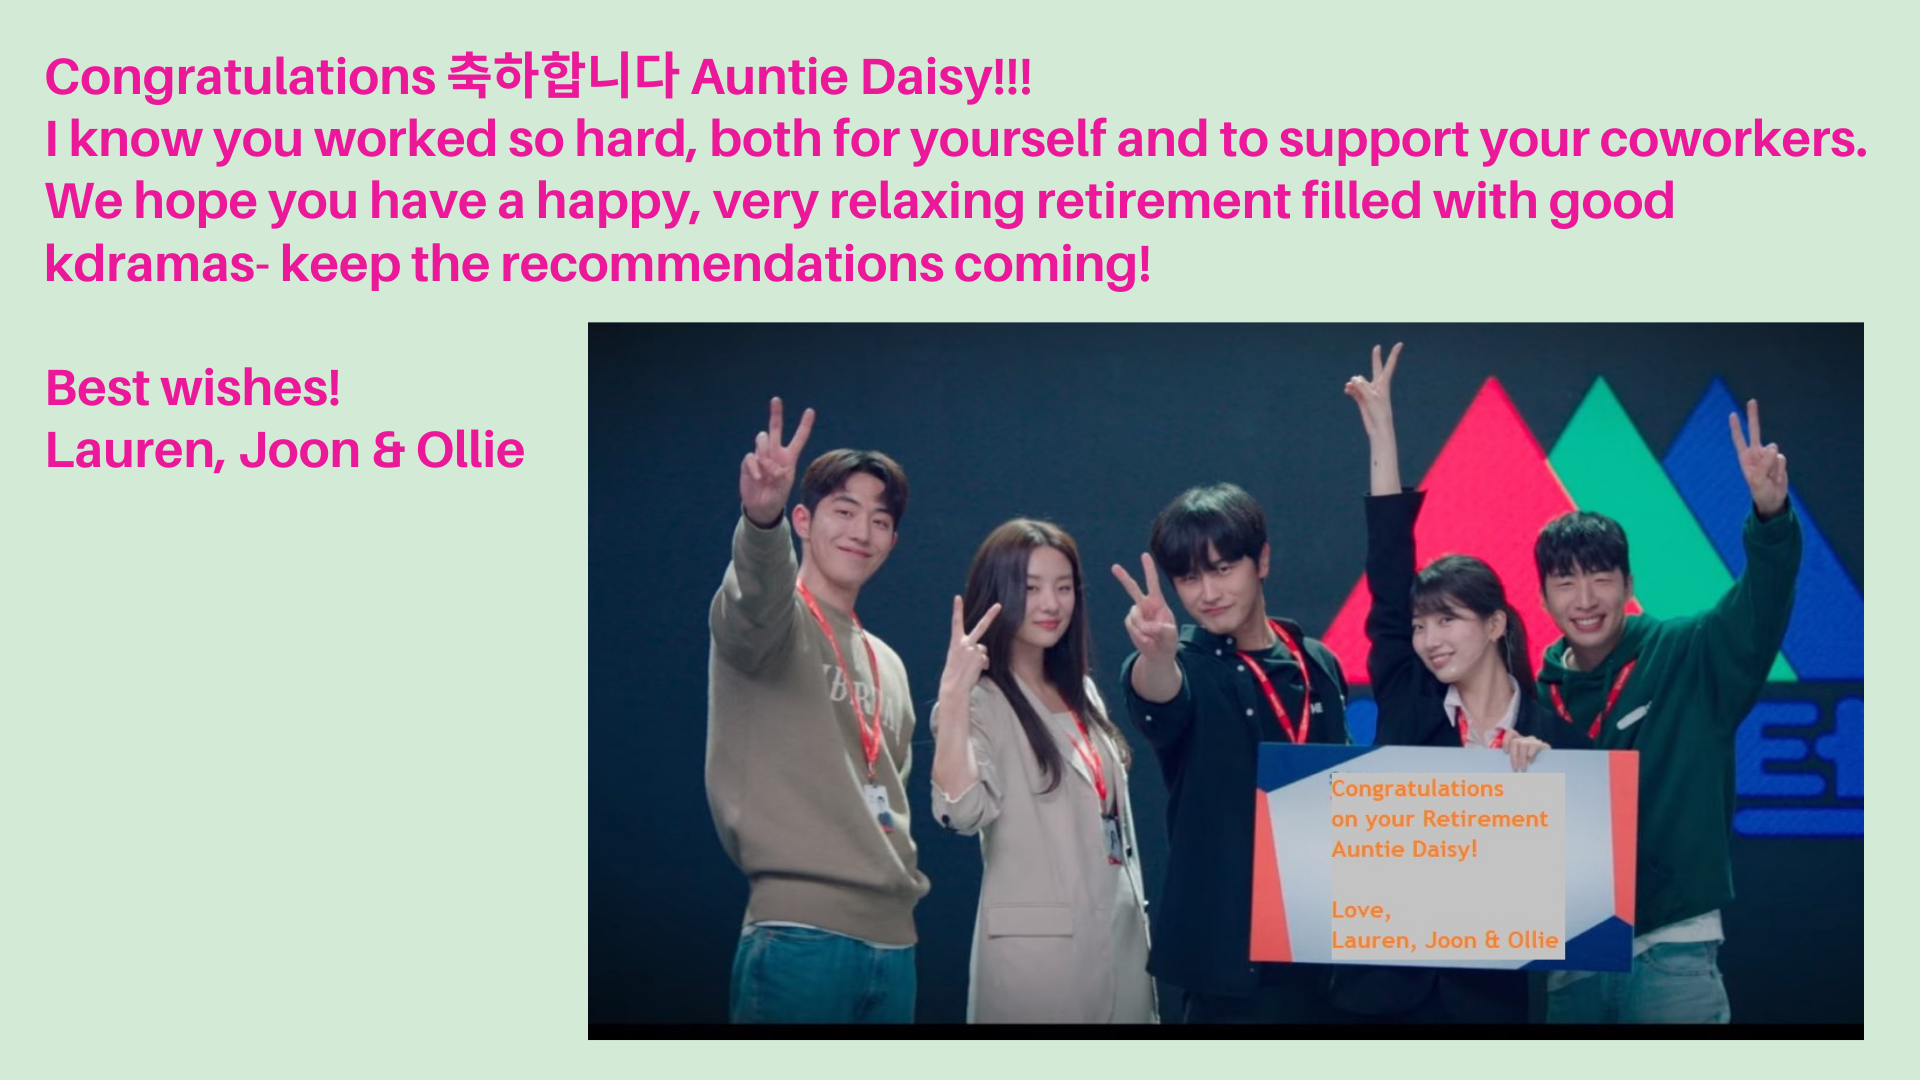 Congratulations 축하합니다 Auntie Daisy!!!
I know you worked so hard, both for yourself and to support your coworkers.
We hope you have a happy, very relaxing retirement filled with good
kdramas- keep the recommendations coming!
Best wishes!
Lauren, Joon & Ollie
Congratulations
on your Retirement
Auntie Daisy!
Love,
Lauren, Joon & Ollie